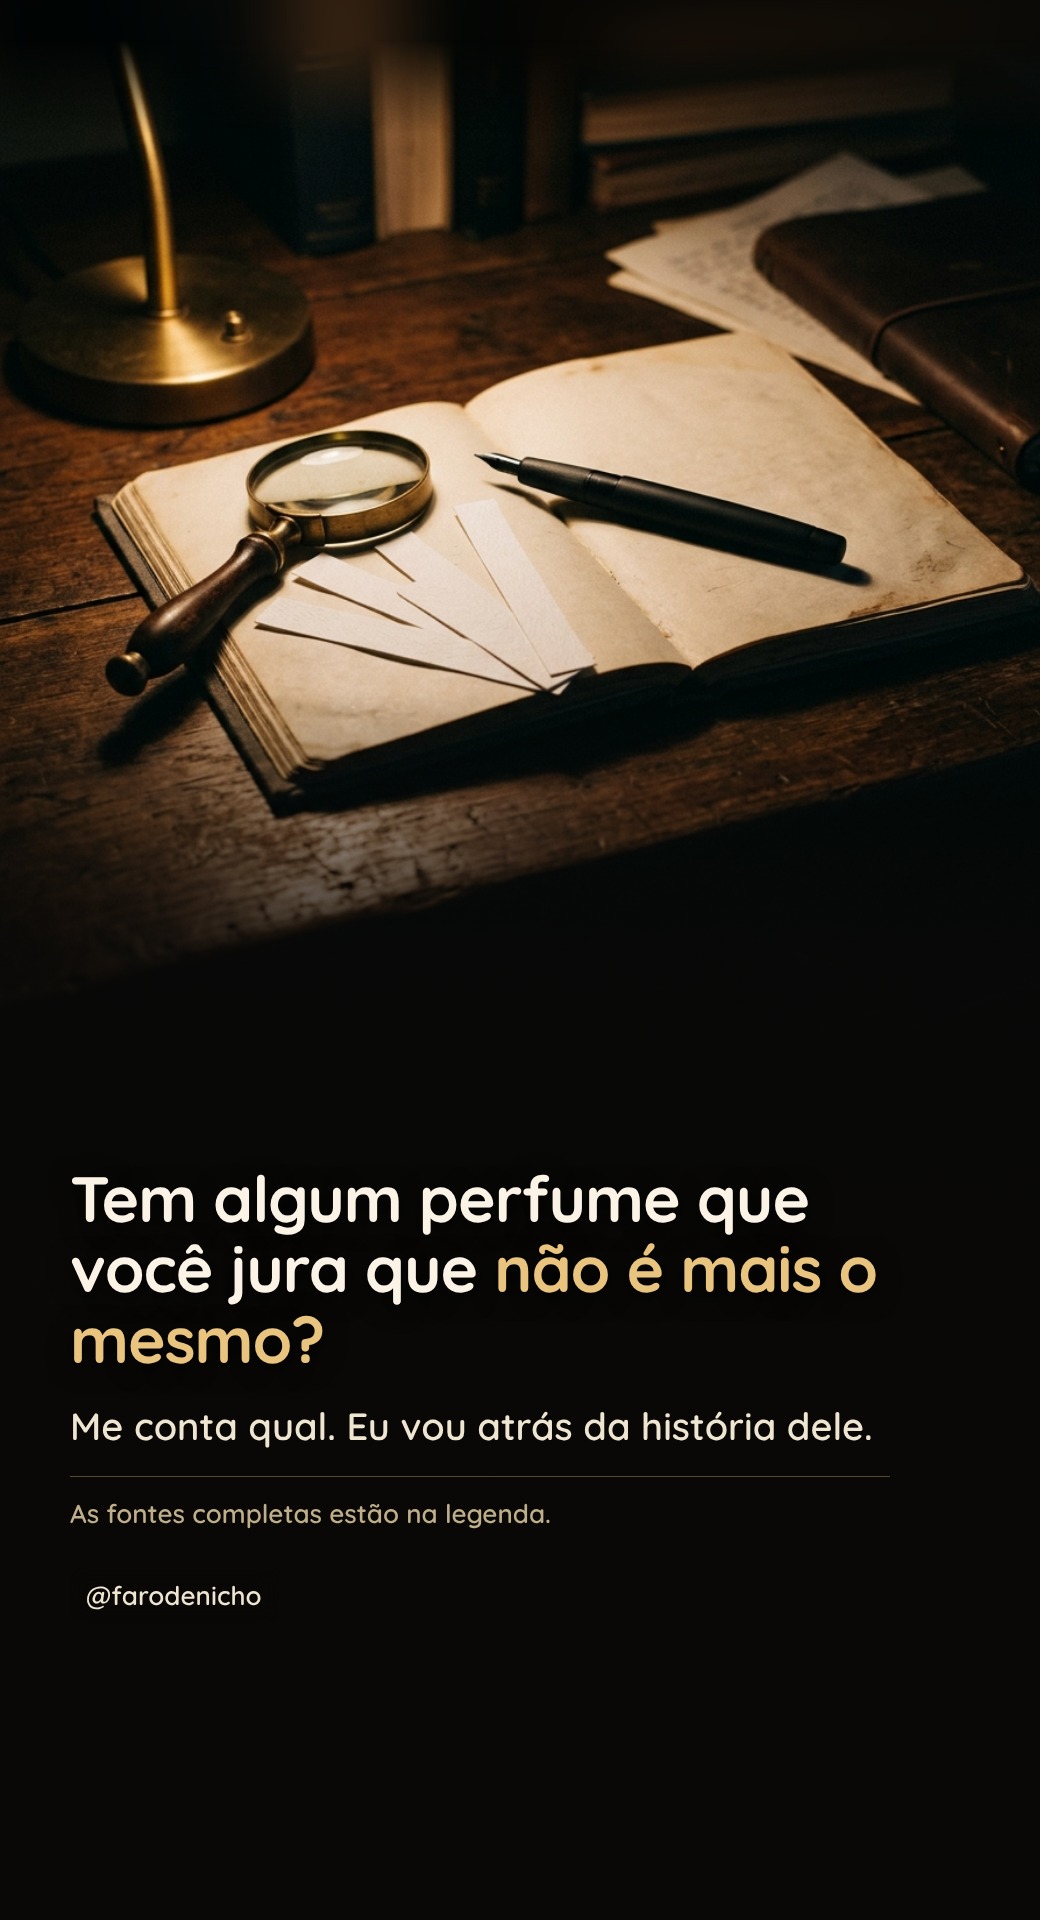 Tem algum perfume que
você jura que não é mais o
mesmo?
Me conta qual. Eu vou atrás da história dele.
As fontes completas estão na legenda.
@farodenicho